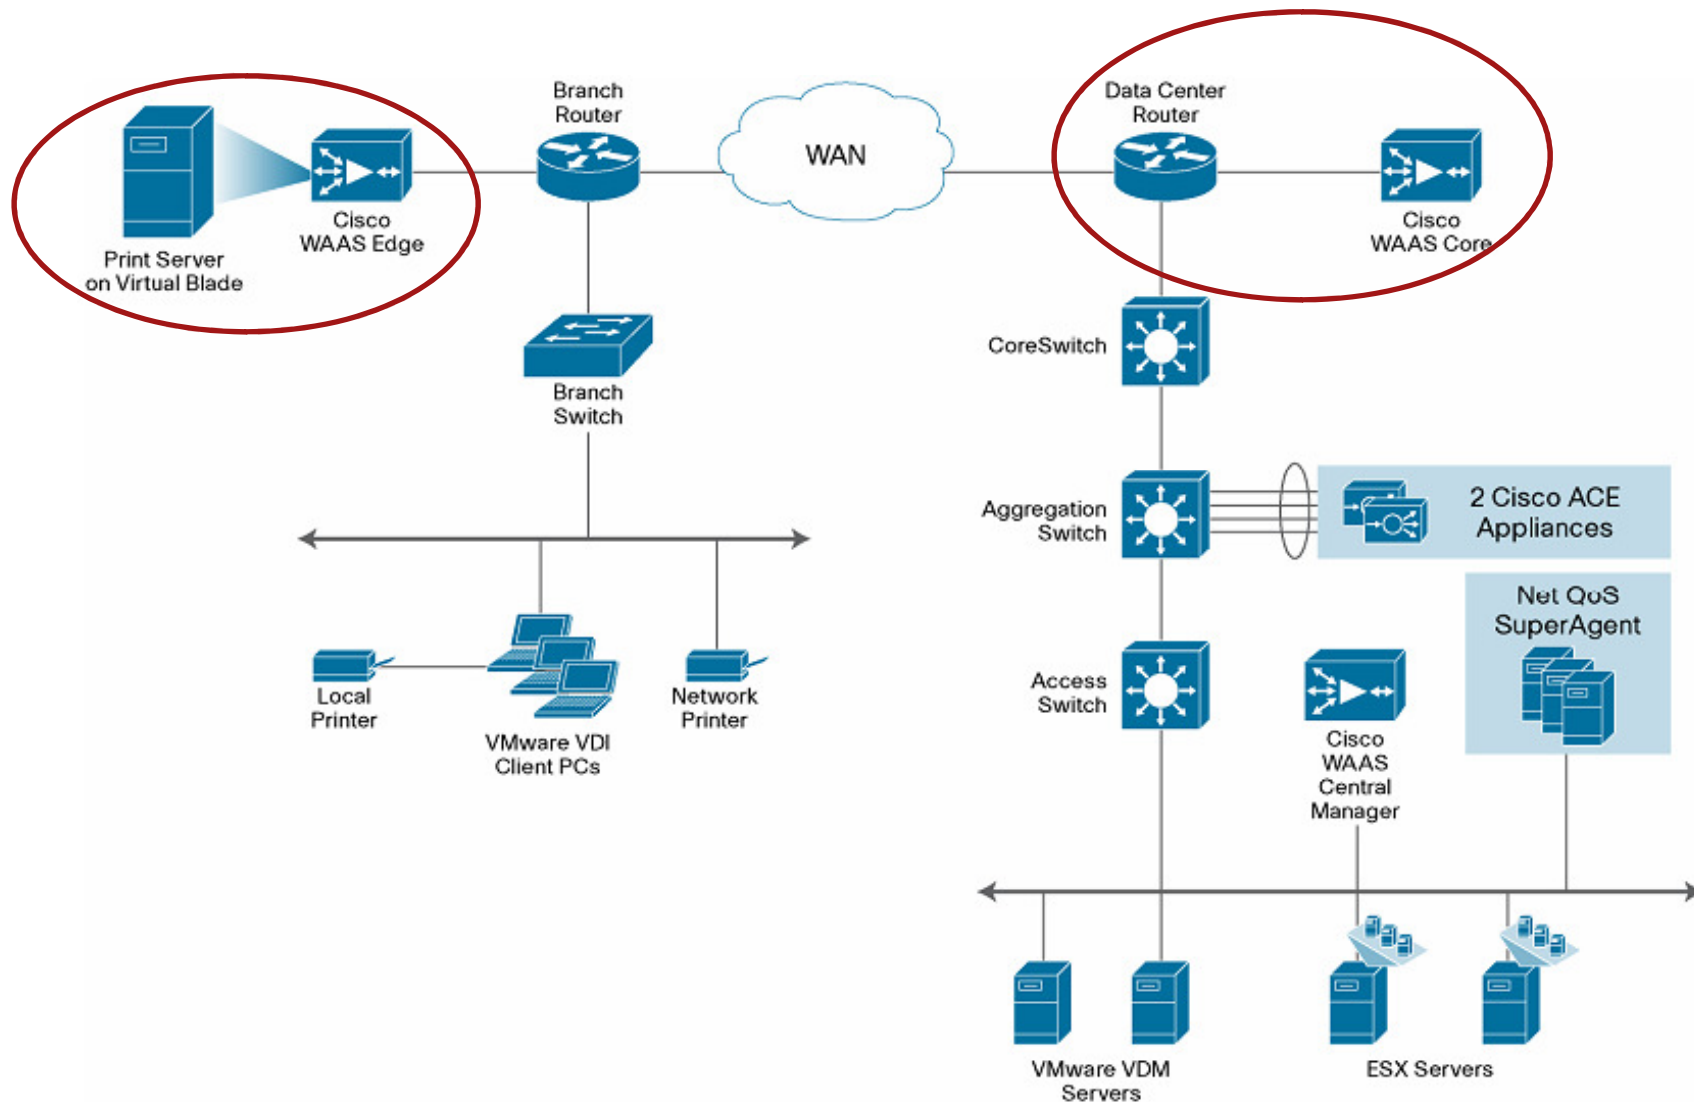 Branch
Router
Data Center
Router
WAN
Cisco
WAAS Edge
Cisco
WAAS Core
Print Server
on Virtual Blade
CoreSwitch
Branch
Switch
Aggregation
Switch
2 Cisco ACE
Appliances
Net QoS
SuperAgent
Access
Switch
Local
Printer
Network
Printer
VMware VDI
Client PCs
Cisco
WAAS
Central
Manager
VMware VDM
Servers
ESX Servers